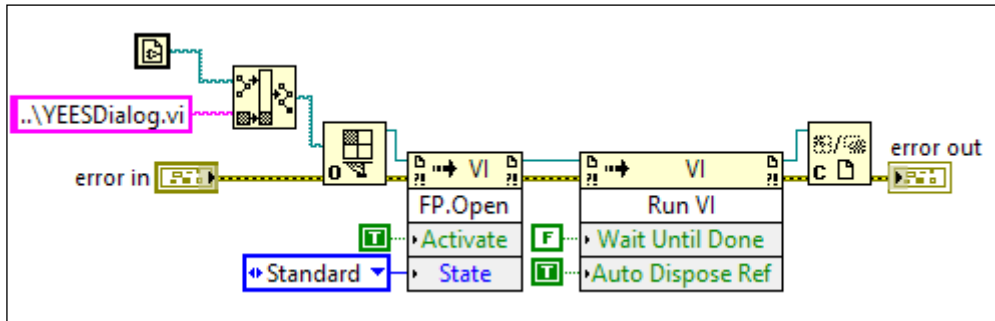 ..\YEESDialog.vi
error in
VI
FP.Open
Activate
State
T
Standard
VI
Run VI
Wait Until Done
Auto Dispose Ref
F
T
error out
O
C